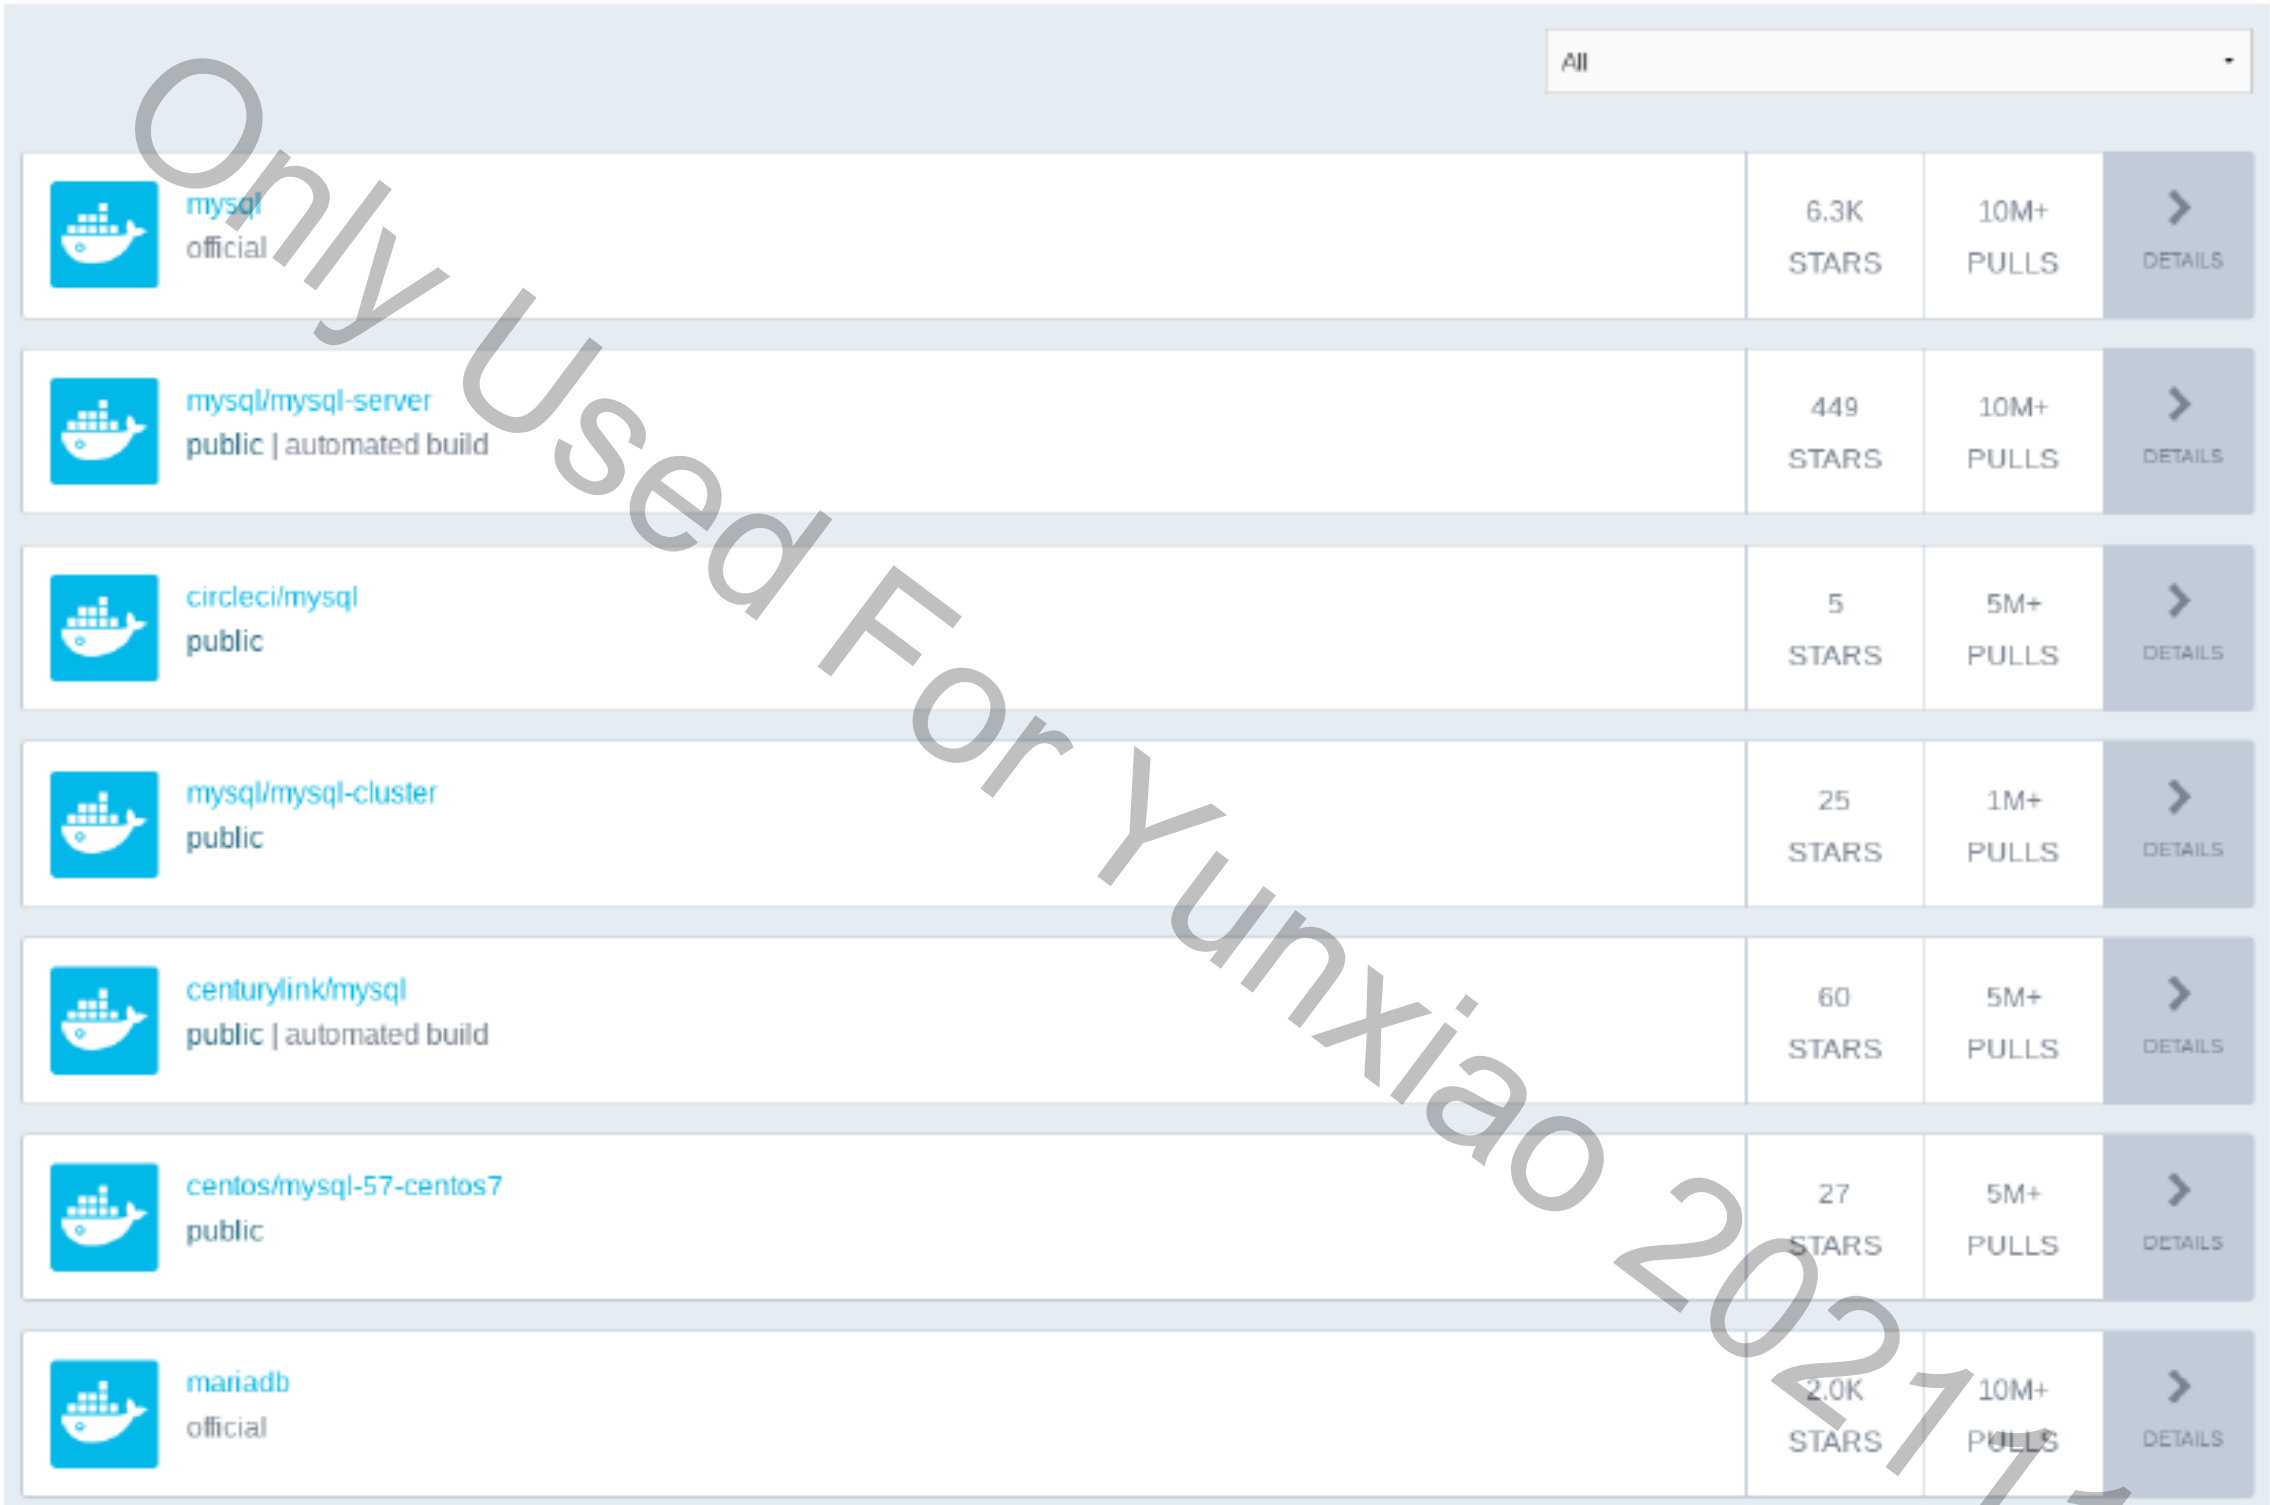 All
mysql
official
6.3K
STARS
10M+
PULLS
DETAILS
mysql/mysql-server
public | automated build
449
STARS
10M+
PULLS
DETAILS
circleci/mysql
public
5
STARS
5M+
PULLS
DETAILS
mysql/mysql-cluster
public
25
STARS
1M+
PULLS
DETAILS
centurylink/mysql
public | automated build
60
STARS
5M+
PULLS
DETAILS
centos/mysql-57-centos7
public
27
STARS
5M+
PULLS
DETAILS
mariadb
official
2.0K
STARS
10M+
PULLS
DETAILS
Only Used For Yunxiao